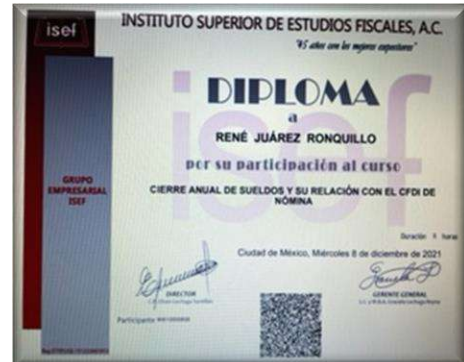 isef
INSTITUTO SUPERIOR DE ESTUDIOS FISCALES, A.C.
"45 años con los mejores expositores"
DIPLOMA
a
RENÉ JUÁREZ RONQUILLO
por su participación al curso
GRUPO
EMPRESARIAL
ISEF
CIERRE ANUAL DE SUELDOS Y SU RELACIÓN CON EL CFDI DE
NÓMINA
Duración horas
Ciudad de México, Miércoles 8 de diciembre de 2021
DIRECTOR
GERENTE GENERAL
Participante